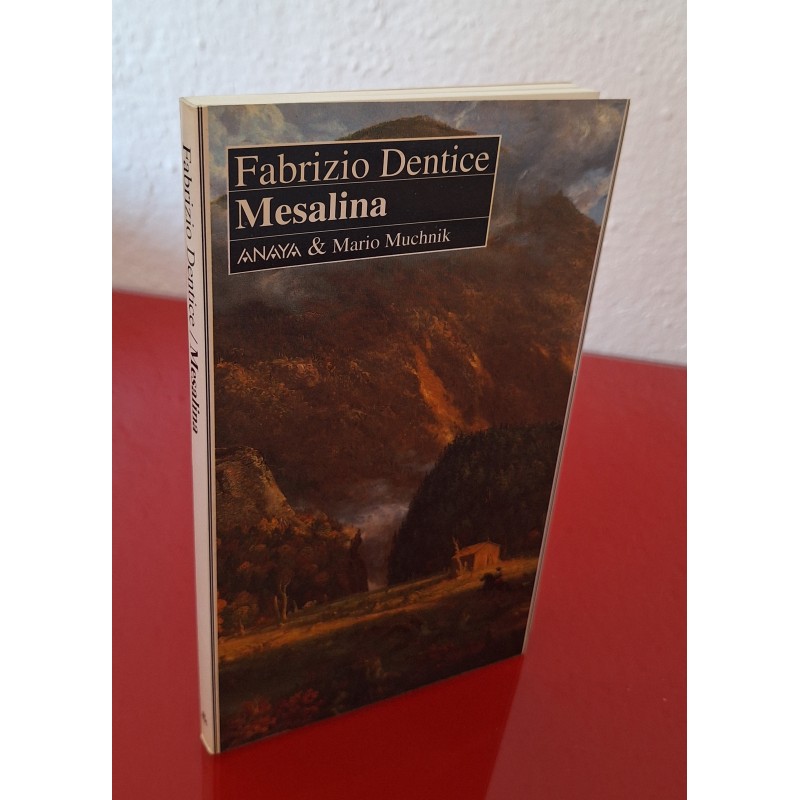 Fabrizio Dentice
Mesalina
ANAYA & Mario Muchnik
Fabrizio Dentice / Mesalina